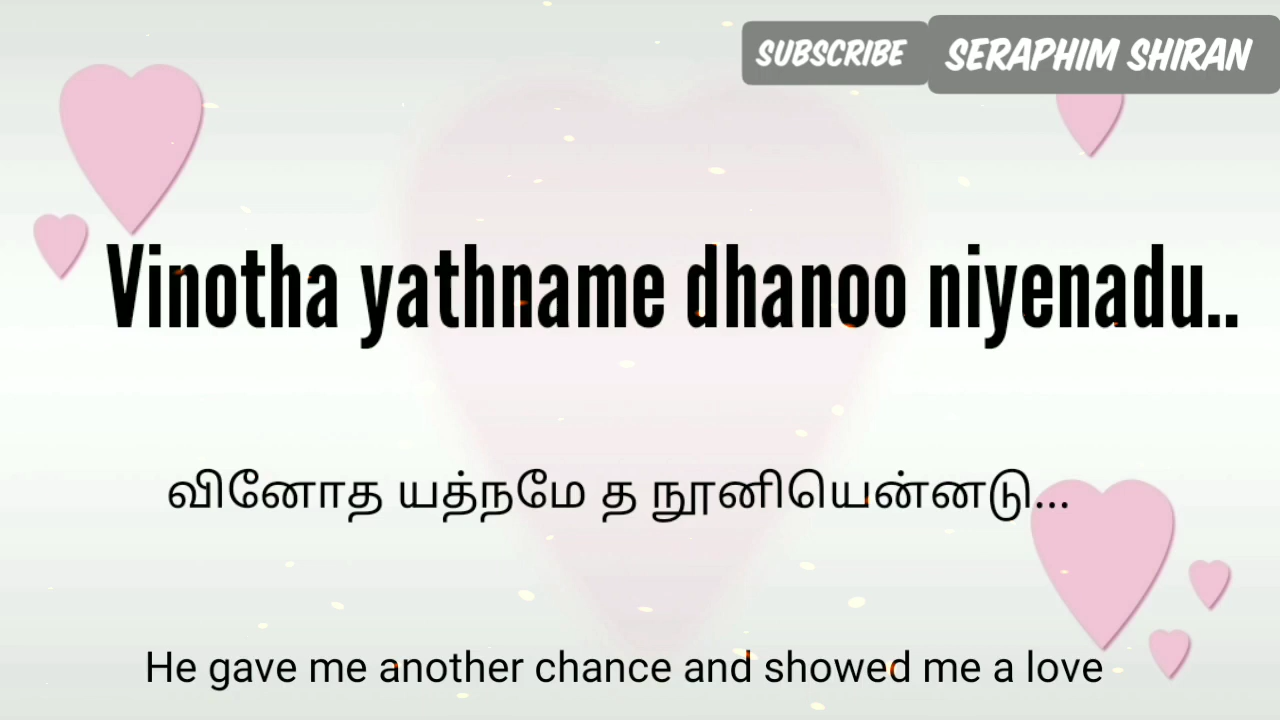 SUBSCRIBE SERAPHIM SHIRAN
Vinotha yathname dhanoo niyenadu..
வினோத யத்நமே த நூனியென்னடு...
He gave me another chance and showed me a love